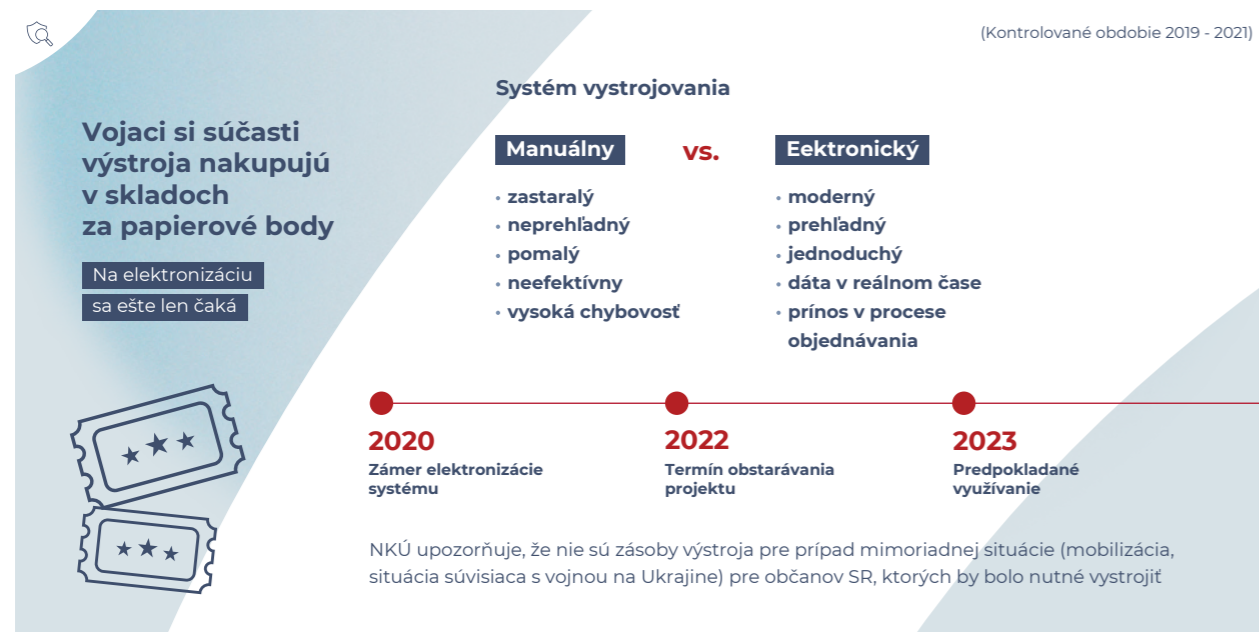 (Kontrolované obdobie 2019 - 2021)
Vojaci si súčasti
výstroja nakupujú
v skladoch
za papierové body
Na elektronizáciu
sa ešte len čaká
Systém vystrojovania
Manuálny
vs.
Eektronický
• zastaralý
• neprehľadný
• pomalý
• neefektívny
• vysoká chybovosť
• moderný
• prehľadný
• jednoduchý
• dáta v reálnom čase
• prínos v procese
objednávania
2020
Zámer elektronizácie
systému
2022
Termín obstarávania
projektu
2023
Predpokladané
využívanie
NKÚ upozorňuje, že nie sú zásoby výstroja pre prípad mimoriadnej situácie (mobilizácia,
situácia súvisiaca s vojnou na Ukrajine) pre občanov SR, ktorých by bolo nutné vystrojiť